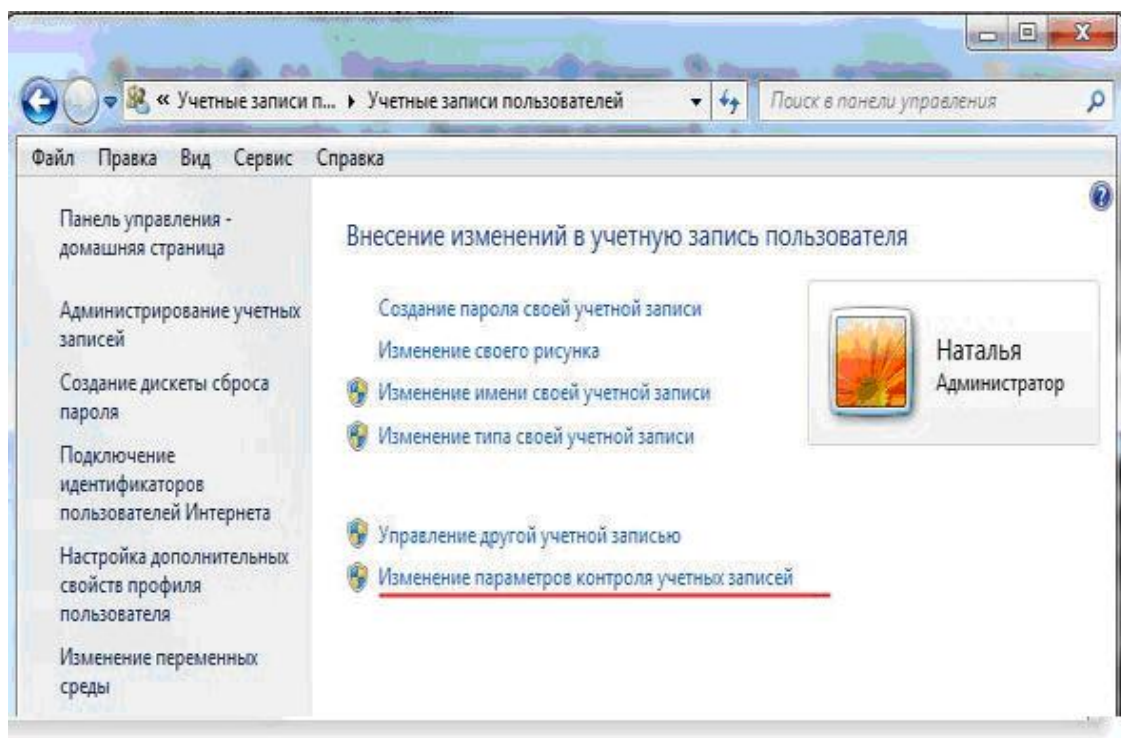 « Учетные записи п... ▸ Учетные записи пользователей
Поиск в панели управления
Файл Правка Вид Сервис Справка
Панель управления -
домашняя страница
Администрирование учетных
записей
Создание дискеты сброса
пароля
Подключение
идентификаторов
пользователей Интернета
Настройка дополнительных
свойств профиля
пользователя
Изменение переменных
среды
Внесение изменений в учетную запись пользователя
Создание пароля своей учетной записи
Изменение своего рисунка
Изменение имени своей учетной записи
Изменение типа своей учетной записи
Управление другой учетной записью
Изменение параметров контроля учетных записей
Наталья
Администратор